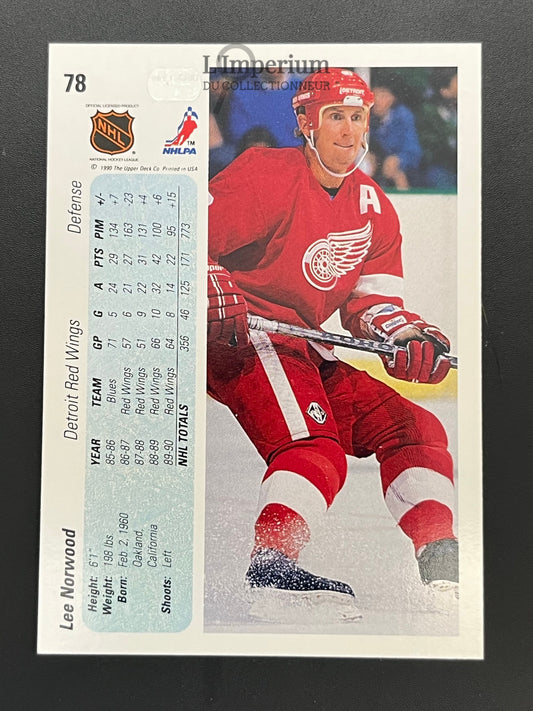 L'Imperium
DU COLLECTIONNEUR
78
OFFICIAL LICENSED PRODUCT
NHL
NATIONAL HOCKEY LEAGUE
TM
NHLPA
© 1990 The Upper Deck Co. Printed in USA
Lee Norwood Detroit Red Wings Defense
Height: 6'1"
Weight: 198 lbs.
Born: Feb. 2, 1960
Oakland,
California
Shoots: Left
YEAR TEAM GP G A PTS PIM +/-
85-86 Blues 71 5 24 29 134 +7
86-87 Red Wings 57 6 21 27 163 -23
87-88 Red Wings 51 9 22 31 131 +4
88-89 Red Wings 66 10 32 42 100 +6
89-90 Red Wings 64 8 14 22 95 +15
NHL TOTALS 356 46 125 171 773
DETROIT
A